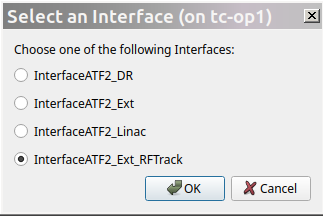 Select an Interface (on tc-op1)
Choose one of the following Interfaces:
InterfaceATF2_DR
InterfaceATF2_Ext
InterfaceATF2_Linac
InterfaceATF2_Ext_RFTrack
OK Cancel